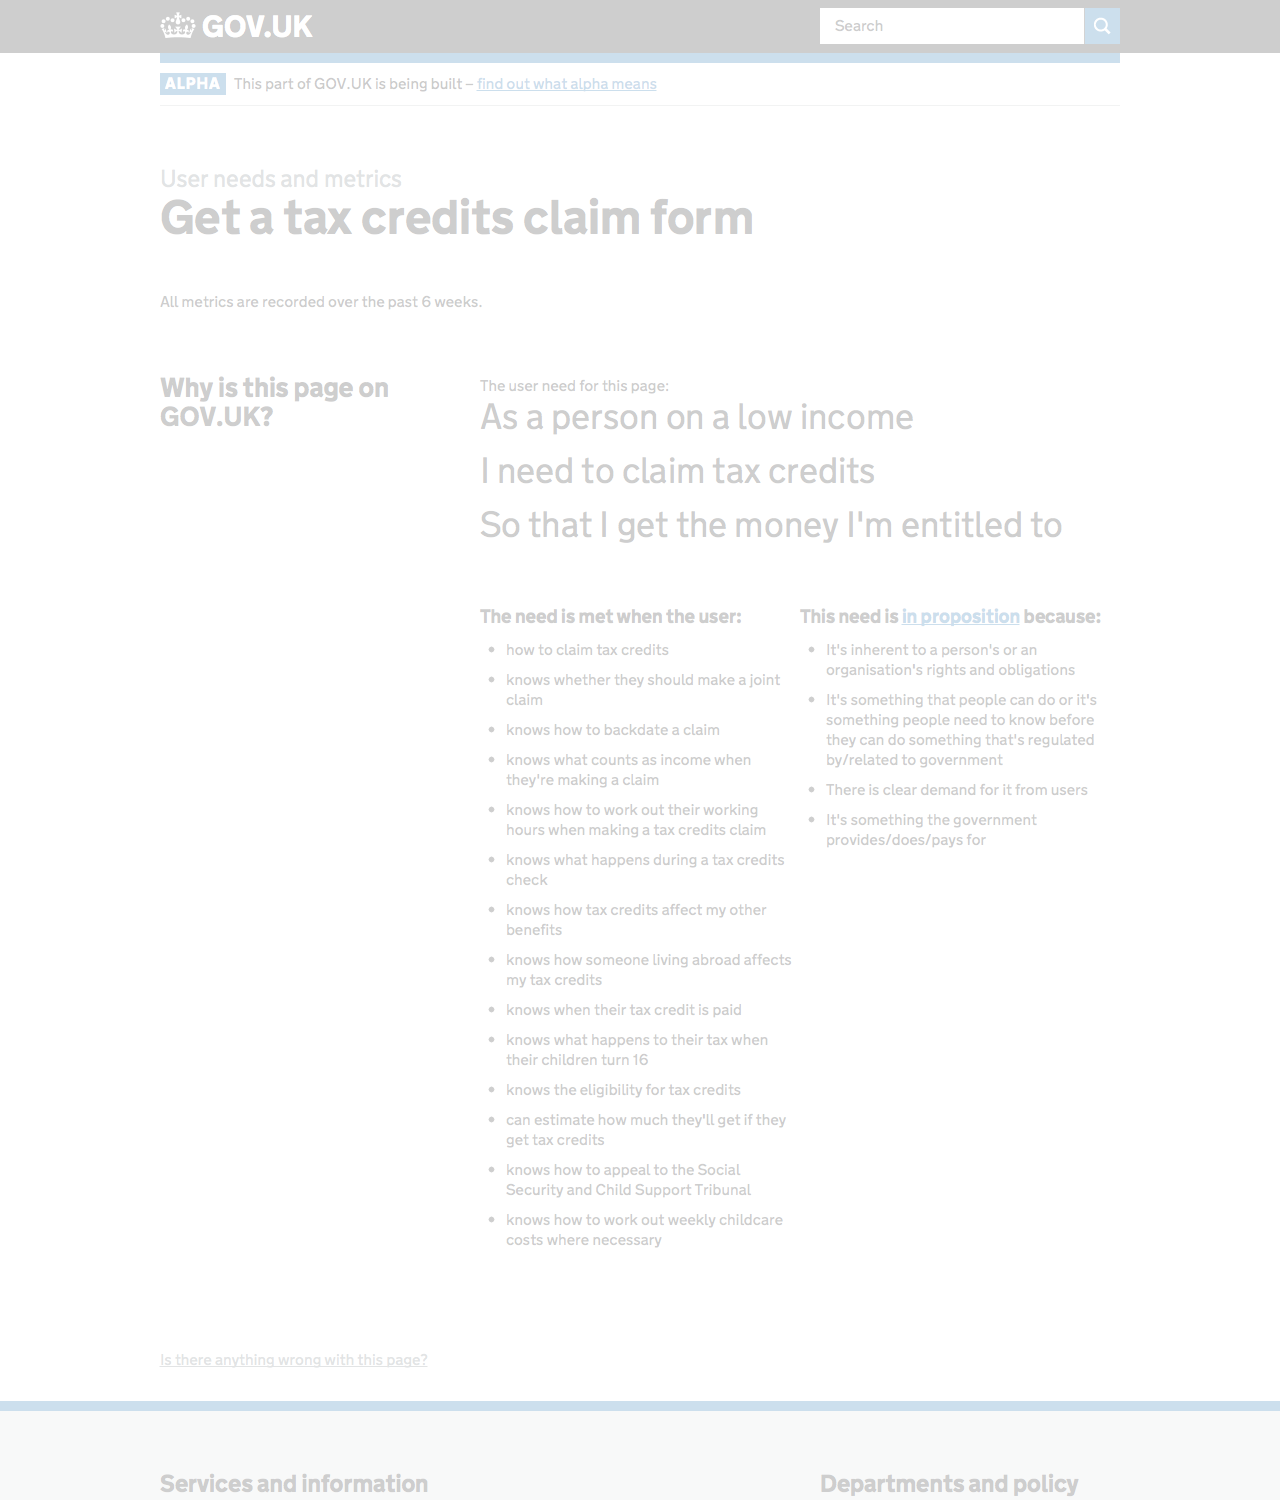 GOV.UK
Search
ALPHA This part of GOV.UK is being built – find out what alpha means
User needs and metrics
Get a tax credits claim form
All metrics are recorded over the past 6 weeks.
Why is this page on
GOV.UK?
The user need for this page:
As a person on a low income
I need to claim tax credits
So that I get the money I'm entitled to
The need is met when the user:
• how to claim tax credits
• knows whether they should make a joint
claim
• knows how to backdate a claim
• knows what counts as income when
they're making a claim
• knows how to work out their working
hours when making a tax credits claim
• knows what happens during a tax credits
check
• knows how tax credits affect my other
benefits
• knows how someone living abroad affects
my tax credits
• knows when their tax credit is paid
• knows what happens to their tax when
their children turn 16
• knows the eligibility for tax credits
• can estimate how much they'll get if they
get tax credits
• knows how to appeal to the Social
Security and Child Support Tribunal
• knows how to work out weekly childcare
costs where necessary
This need is in proposition because:
• It's inherent to a person's or an
organisation's rights and obligations
• It's something that people can do or it's
something people need to know before
they can do something that's regulated
by/related to government
• There is clear demand for it from users
• It's something the government
provides/does/pays for
Is there anything wrong with this page?
Services and information
Departments and policy